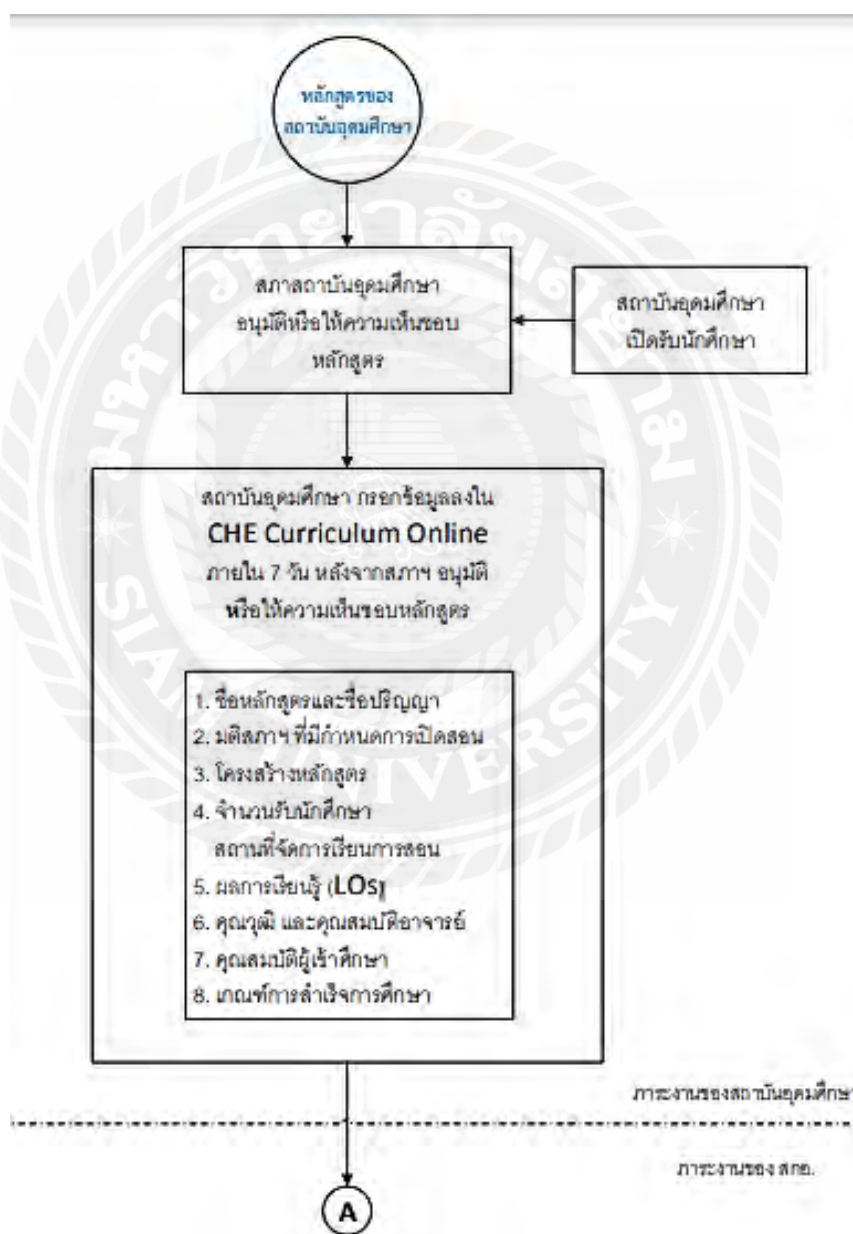 หลักสูตรของ
สถาบันอุดมศึกษา
สภาสถาบันอุดมศึกษา
อนุมัติหรือให้ความเห็นชอบ
หลักสูตร
สถาบันอุดมศึกษา
เปิดรับนักศึกษา
สถาบันอุดมศึกษา กรอกข้อมูลลงใน
CHE Curriculum Online
ภายใน 7 วัน หลังจากสภาฯ อนุมัติ
หรือให้ความเห็นชอบหลักสูตร
1. ชื่อหลักสูตรและชื่อปริญญา
2. มติสภาฯ ที่มีกำหนดการเปิดสอน
3. โครงสร้างหลักสูตร
4. จำนวนรับนักศึกษา
สถานที่จัดการเรียนการสอน
5. ผลการเรียนรู้ (LOs)
6. คุณวุฒิ และคุณสมบัติอาจารย์
7. คุณสมบัติผู้เข้าศึกษา
8. เกณฑ์การสำเร็จการศึกษา
ภาระงานของสถาบันอุดมศึกษา
ภาระงานของ สกอ.
A
มหาวิทยาลัยสยาม
SIAM UNIVERSITY